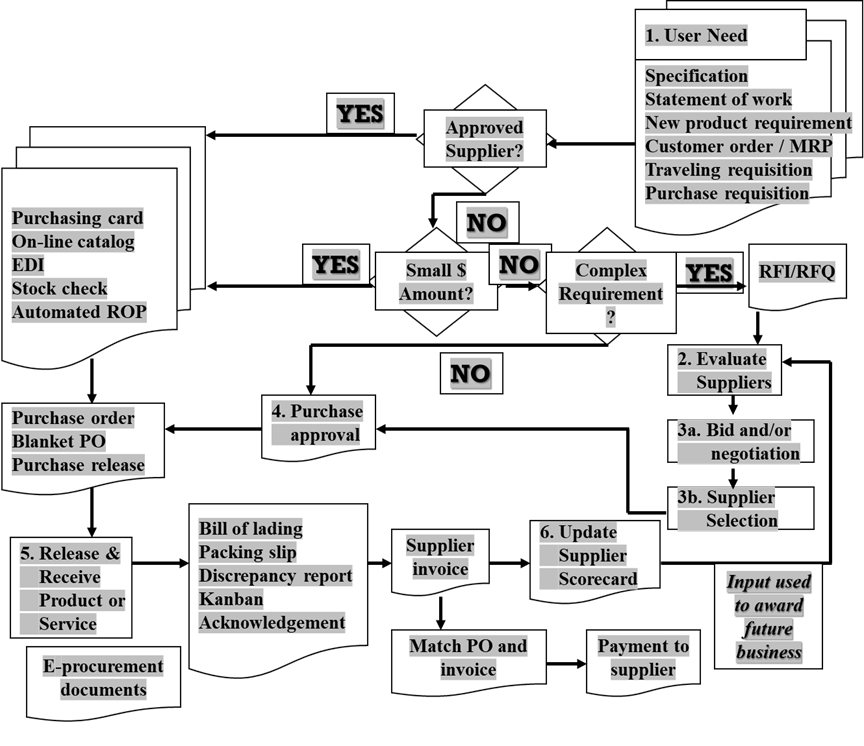 1. User Need
Specification
Statement of work
New product requirement
Customer order / MRP
Traveling requisition
Purchase requisition
YES
Approved
Supplier?
NO
Purchasing card
On-line catalog
EDI
Stock check
Automated ROP
YES
Small $
Amount?
NO
Complex
Requirement
?
YES
RFI/RFQ
NO
2. Evaluate
Suppliers
3a. Bid and/or
negotiation
3b. Supplier
Selection
4. Purchase
approval
Purchase order
Blanket PO
Purchase release
5. Release &
Receive
Product or
Service
Bill of lading
Packing slip
Discrepancy report
Kanban
Acknowledgement
Supplier
invoice
6. Update
Supplier
Scorecard
Input used
to award
future
business
Match PO and
invoice
Payment to
supplier
E-procurement
documents